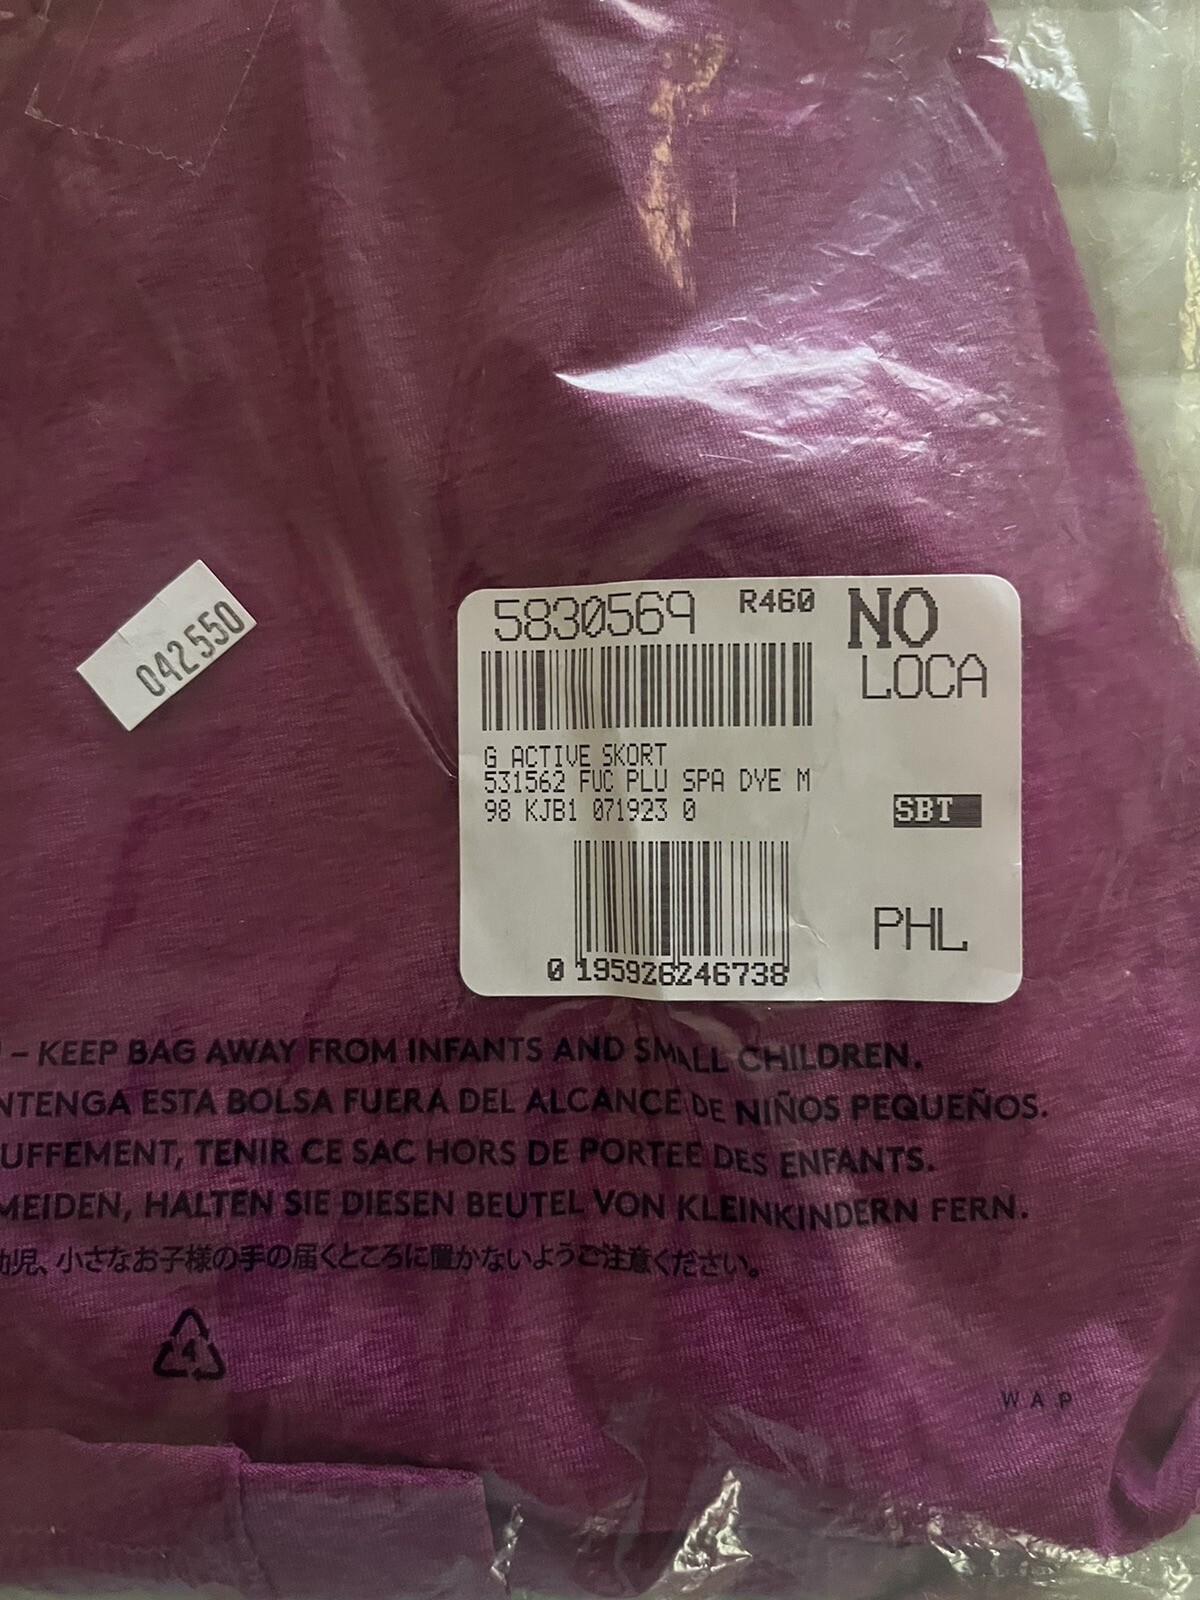 042550
5830569 R460 NO
LOCA
G ACTIVE SKORT
531562 FUC PLU SPA DYE M
98 KJB1 071923 0
SBT
PHL
0 195926246738
– KEEP BAG AWAY FROM INFANTS AND SMALL CHILDREN.
NTENGA ESTA BOLSA FUERA DEL ALCANCE DE NIÑOS PEQUEÑOS.
UFFEMENT, TENIR CE SAC HORS DE PORTEE DES ENFANTS.
MEIDEN, HALTEN SIE DIESEN BEUTEL VON KLEINKINDERN FERN.
幼児、小さなお子様の手の届くところに置かないようご注意ください。
4
WAP